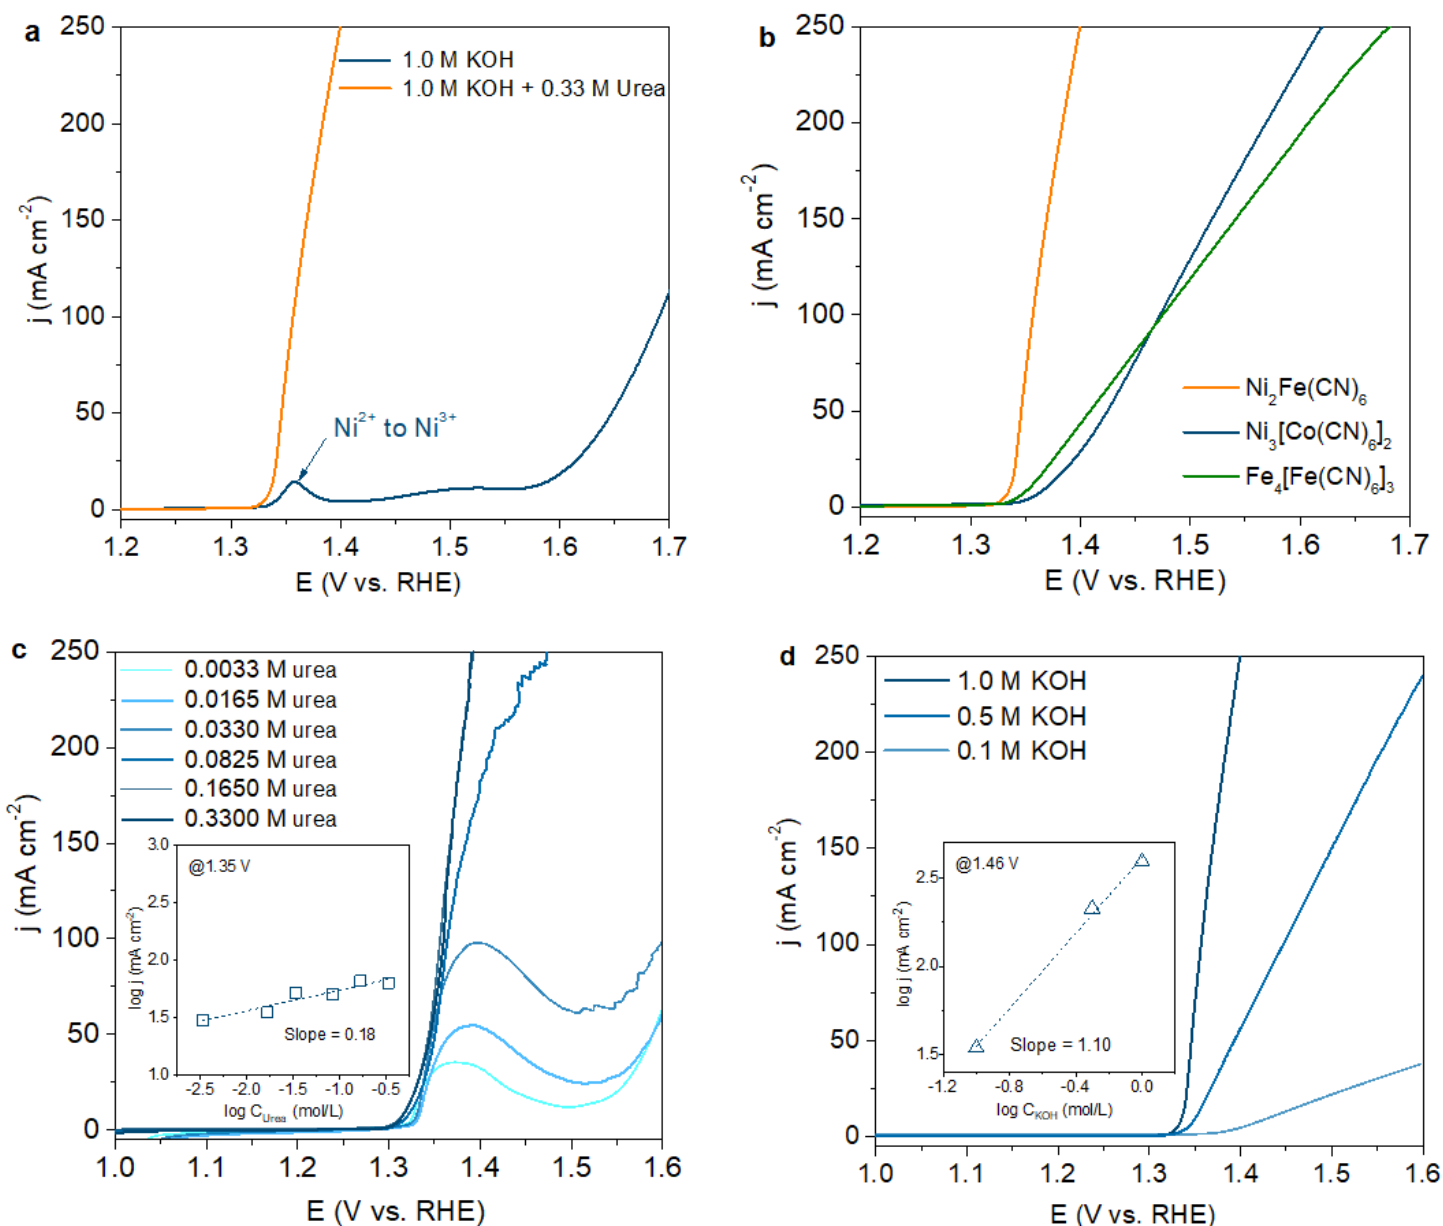 a
250
200
150
100
50
0
j (mA cm⁻²)
1.0 M KOH
1.0 M KOH + 0.33 M Urea
Ni²⁺ to Ni³⁺
1.2 1.3 1.4 1.5 1.6 1.7
E (V vs. RHE)
b
250
200
150
100
50
0
j (mA cm⁻²)
Ni₂Fe(CN)₆
Ni₃[Co(CN)₆]₂
Fe₄[Fe(CN)₆]₃
1.2 1.3 1.4 1.5 1.6 1.7
E (V vs. RHE)
c
250
200
150
100
50
0
j (mA cm⁻²)
0.0033 M urea
0.0165 M urea
0.0330 M urea
0.0825 M urea
0.1650 M urea
0.3300 M urea
3.0
2.5
2.0
1.5
1.0
log j (mA cm⁻²)
@1.35 V
Slope = 0.18
-2.5 -2.0 -1.5 -1.0 -0.5
log C_Urea (mol/L)
1.0 1.1 1.2 1.3 1.4 1.5 1.6
E (V vs. RHE)
d
250
200
150
100
50
0
j (mA cm⁻²)
1.0 M KOH
0.5 M KOH
0.1 M KOH
2.5
2.0
1.5
log j (mA cm⁻²)
@1.46 V
Slope = 1.10
-1.2 -0.8 -0.4 0.0
log C_KOH (mol/L)
1.0 1.1 1.2 1.3 1.4 1.5 1.6
E (V vs. RHE)